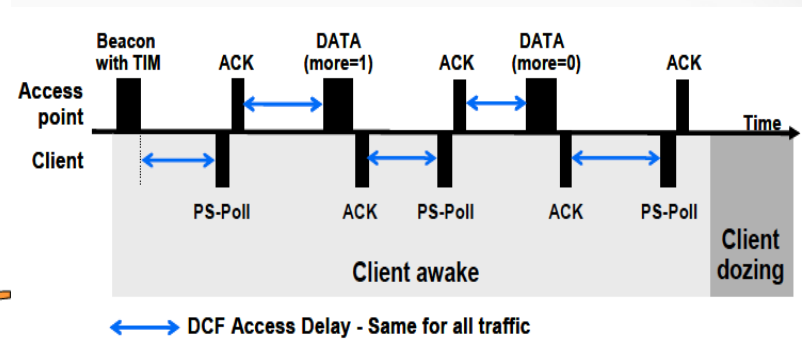 Beacon
with TIM
ACK
DATA
(more=1)
ACK
DATA
(more=0)
ACK
Access
point
Time
Client
PS-Poll
ACK
PS-Poll
ACK
PS-Poll
Client awake
Client
dozing
DCF Access Delay - Same for all traffic